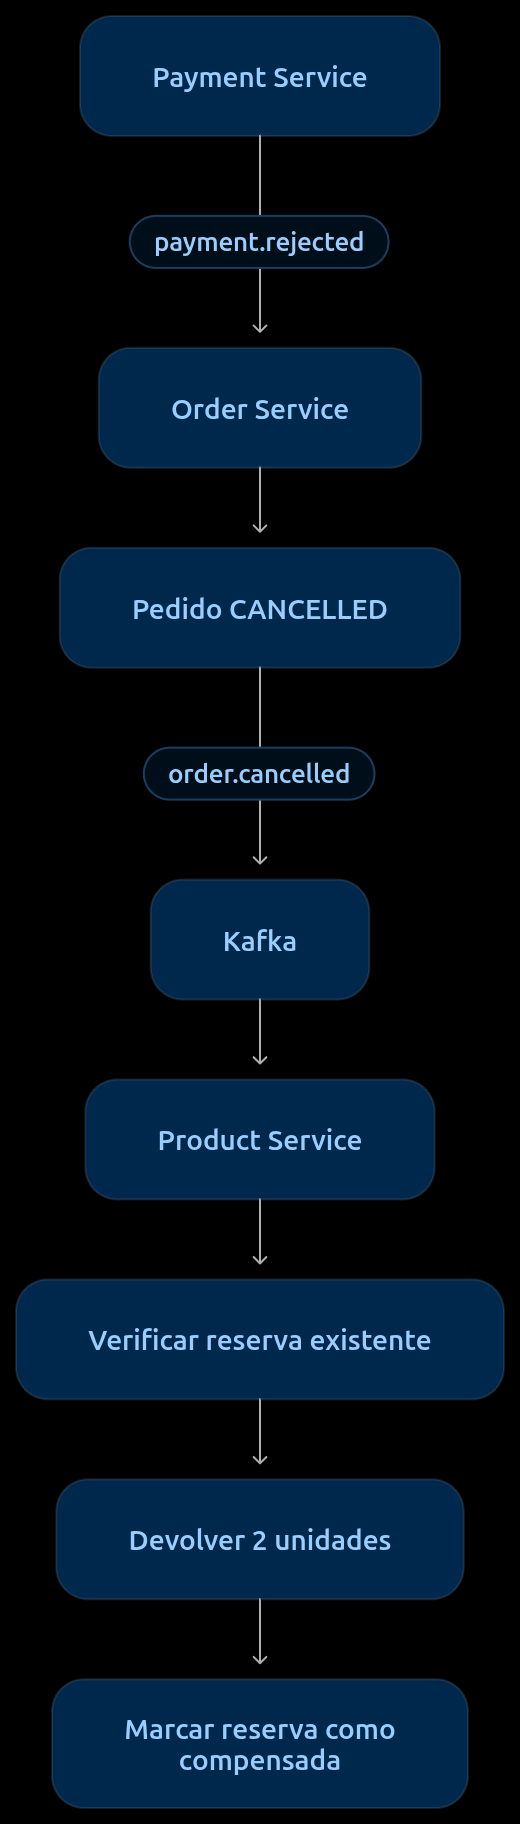 Payment Service
payment.rejected
Order Service
Pedido CANCELLED
order.cancelled
Kafka
Product Service
Verificar reserva existente
Devolver 2 unidades
Marcar reserva como
compensada